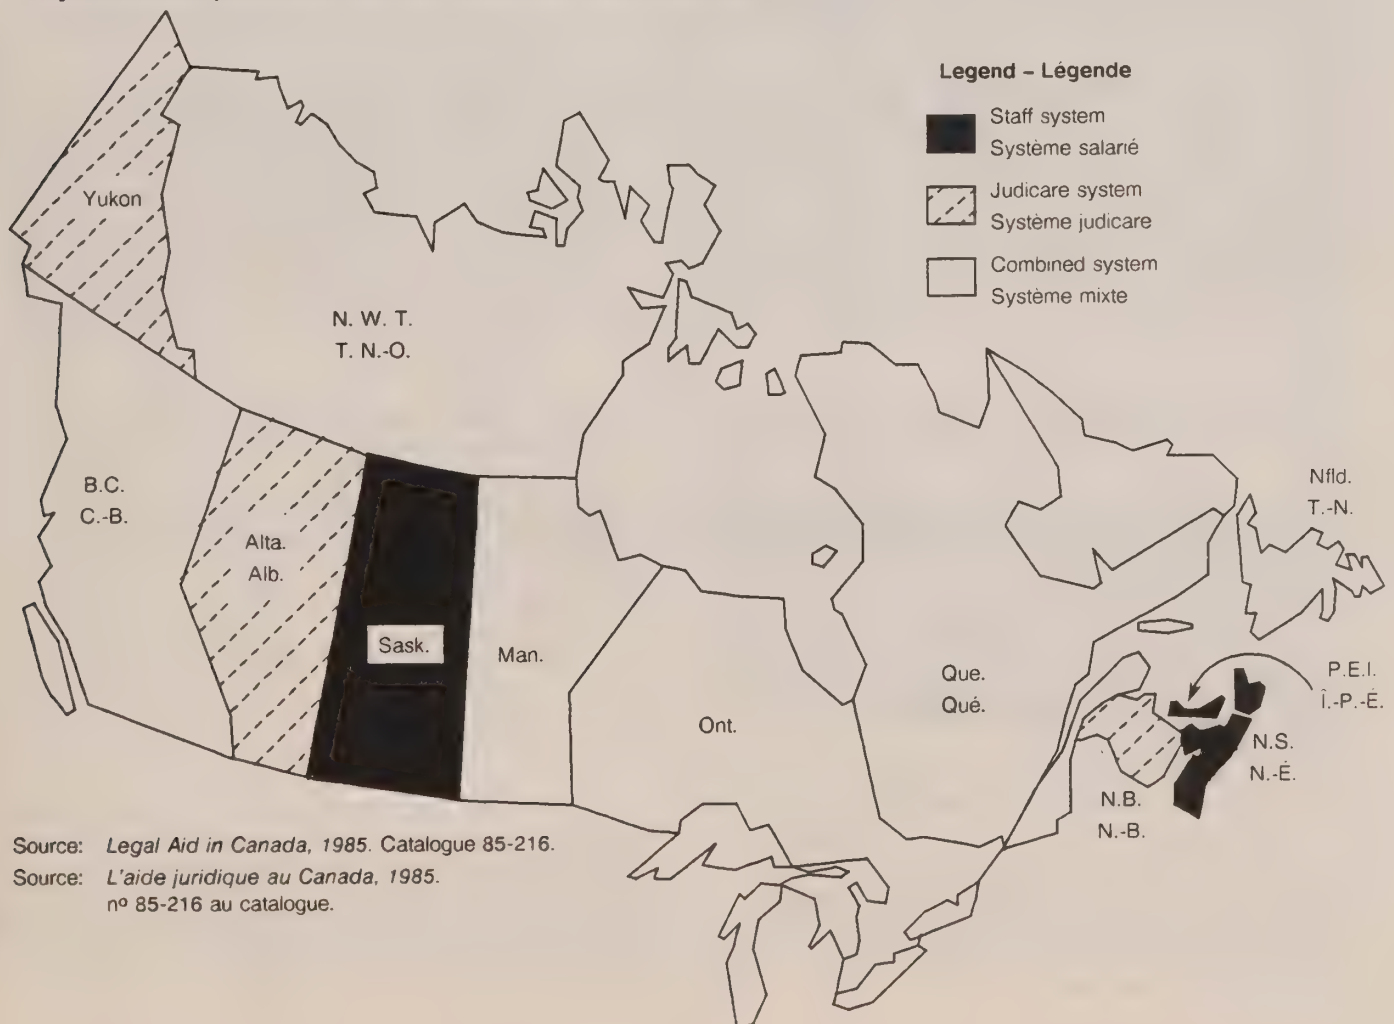 Legend – Légende
Staff system
Système salarié
Judicare system
Système judicare
Combined system
Système mixte
Yukon
N. W. T.
T. N.-O.
B.C.
C.-B.
Alta.
Alb.
Sask.
Man.
Ont.
Que.
Qué.
Nfld.
T.-N.
P.E.I.
Î.-P.-É.
N.S.
N.-É.
N.B.
N.-B.
Source: Legal Aid in Canada, 1985. Catalogue 85-216.
Source: L'aide juridique au Canada, 1985.
nº 85-216 au catalogue.